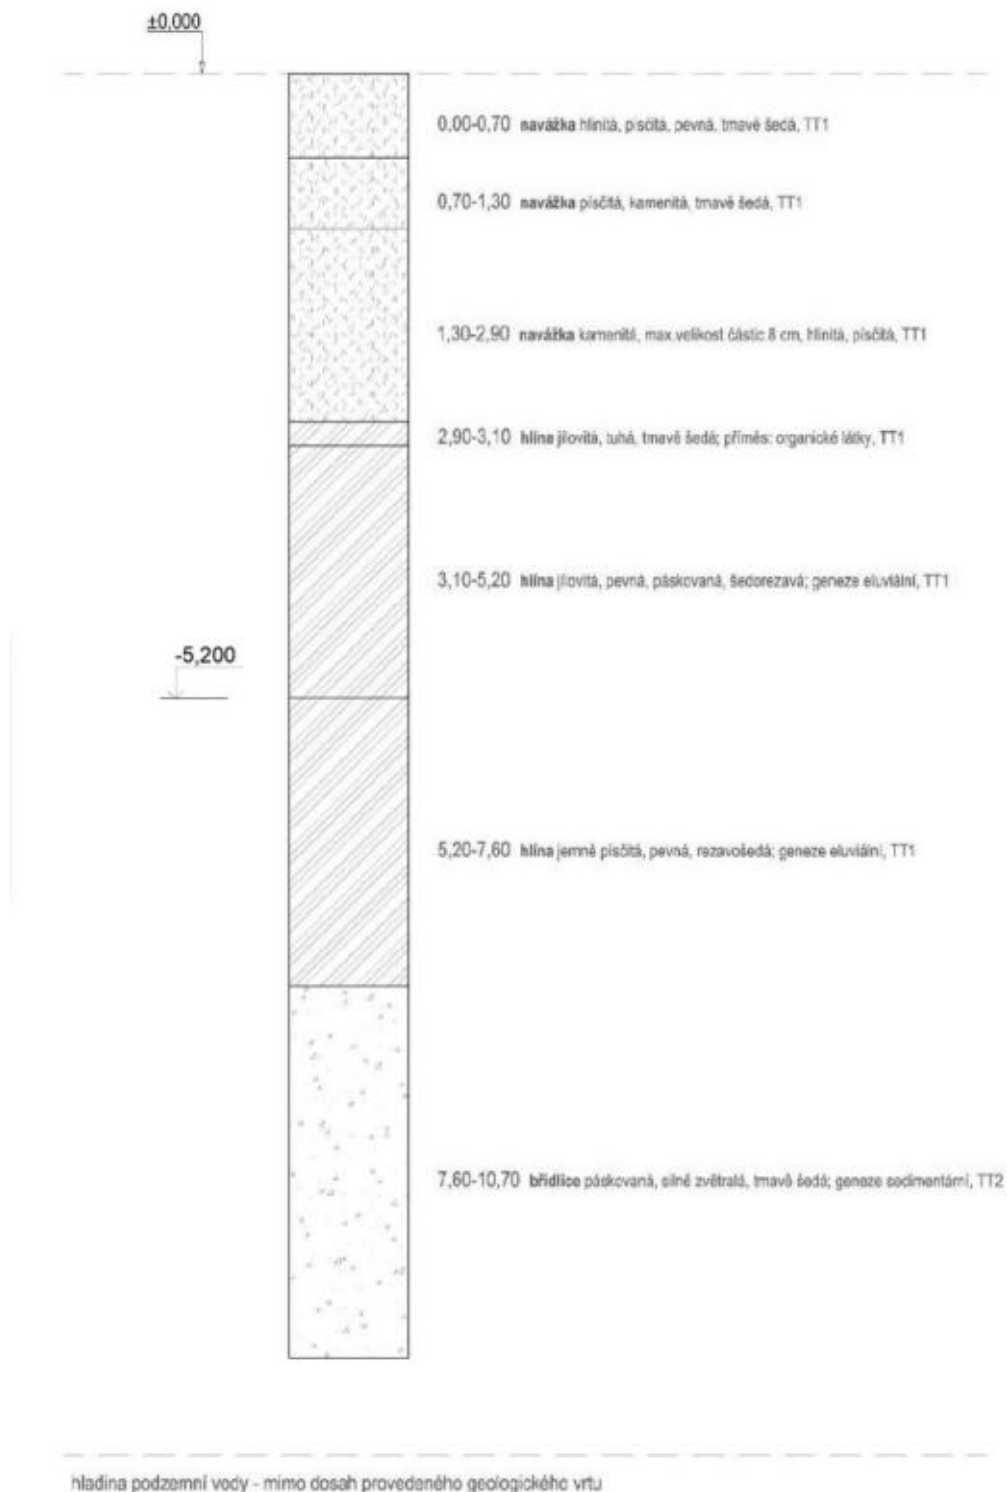 ±0,000
0,00-0,70 navážka hlinitá, písčitá, pevná, tmavě šedá, TT1
0,70-1,30 navážka písčitá, kamenitá, tmavě šedá, TT1
1,30-2,90 navážka kamenitá, max.velikost částic 8 cm, hlinitá, písčitá, TT1
2,90-3,10 hlína jílovitá, tuhá, tmavě šedá; příměs: organické látky, TT1
3,10-5,20 hlína jílovitá, pevná, páskovaná, šedorezavá; geneze eluviální, TT1
-5,200
5,20-7,60 hlína jemně písčitá, pevná, rezavošedá; geneze eluviální, TT1
7,60-10,70 břidlice páskovaná, silně zvětralá, tmavě šedá; geneze sedimentární, TT2
hladina podzemní vody - mimo dosah provedeného geologického vrtu